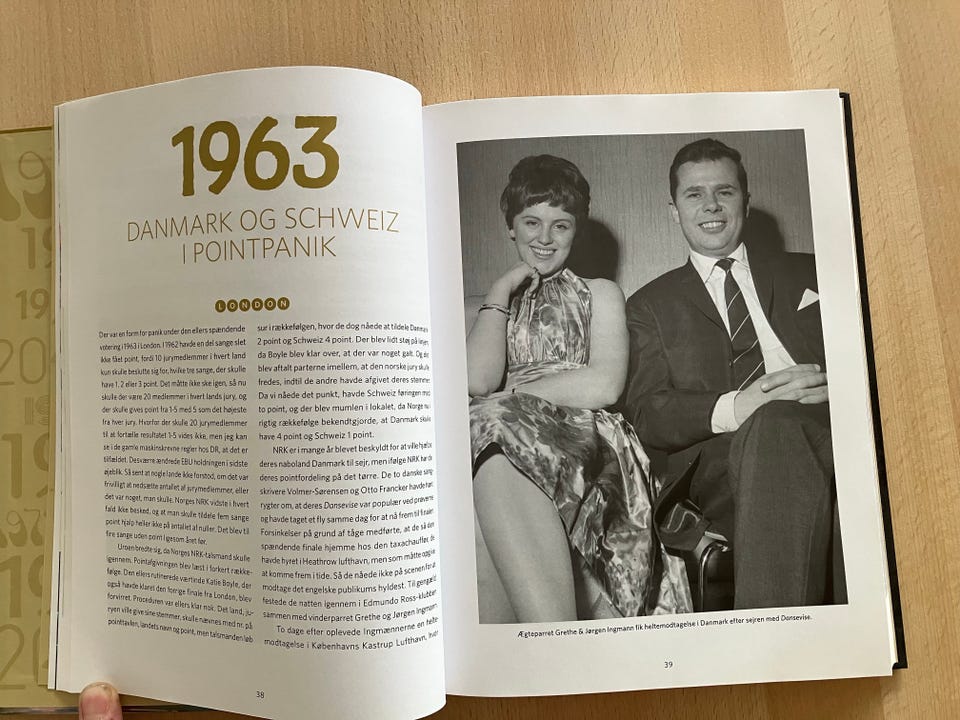 1963
DANMARK OG SCHWEIZ
I POINTPANIK
LONDON
Der var en form for panik under den ellers spændende
votering i 1963 i London. I 1962 havde en del sange slet
ikke fået point, fordi 10 jurymedlemmer i hvert land
kun skulle beslutte sig for, hvilke tre sange, der skulle
have 1, 2 eller 3 point. Det måtte ikke ske igen, så nu
skulle der være 20 medlemmer i hvert lands jury, og
der skulle gives point fra 1-5 med 5 som det højeste
fra hver jury. Hvorfor der skulle 20 jurymedlemmer
til at fortælle resultatet 1-5 vides ikke, men jeg kan
se i de gamle maskinskrevne regler hos DR, at det er
tilfældet. Desværre ændrede EBU holdningen i sidste
øjeblik. Så sent at nogle lande ikke forstod, om det var
frivilligt at nedsætte antallet af jurymedlemmer, eller
det var noget, man skulle. Norges NRK vidste i hvert
fald ikke besked, og at man skulle tildele fem sange
point hjalp heller ikke på antallet af nuller. Det blev til
fire sange uden point ligesom året før.
Ursen bredte sig, da Norges NRK-talsmand skulle
igennem. Pointafgivningen blev læst i forkert række-
følge. Den ellers rutinerede værtinde Katie Boyle, der
også havde klaret den forrige finale fra London, blev
forvirret. Proceduren var ellers klar nok. Det land, ju-
ryen ville give sine stemmer, skulle nævnes med nr. på
pointtavlen, landets navn og point, men talsmanden løb
sur i rækkefølgen, hvor de dog nåede at tildele Danmark
2 point og Schweiz 4 point. Der blev lidt støj på linjen,
da Boyle blev klar over, at der var noget galt. Og det
blev aftalt parterne imellem, at den norske jury skulle
fredes, indtil de andre havde afgivet deres stemmer.
Da vi nåede det punkt, havde Schweiz føringen med
to point, og der blev mumlen i lokalet, da Norge nu i
rigtig rækkefølge bekendtgjorde, at Danmark skulle
have 4 point og Schweiz 1 point.
NRK er i mange år blevet beskyldt for at ville hjælpe
deres naboland Danmark til sejr, men ifølge NRK har de
deres pointfordeling på det tørre. De to danske sang-
skrivere Volmer-Sørensen og Otto Francker havde hørt
rygter om, at deres Dansevise var populær ved prøverne
og havde taget et fly samme dag for at nå frem til finalen.
Forsinkelser på grund af tåge medførte, at de så den
spændende finale hjemme hos den taxachauffør, de
havde hyret i Heathrow lufthavn, men som måtte opgive
at komme frem i tide. Så de nåede ikke på scenen for at
modtage det engelske publikums hyldest. Til gengæld
festede de natten igennem i Edmundo Ross-klubben
sammen med vinderparret Grethe og Jørgen Ingmann.
To dage efter oplevede Ingmannerne en helte-
modtagelse i Københavns Kastrup Lufthavn, hvor
38
Ægteparret Grethe & Jørgen Ingmann fik heltemodtagelse i Danmark efter sejren med Dansevise.
39